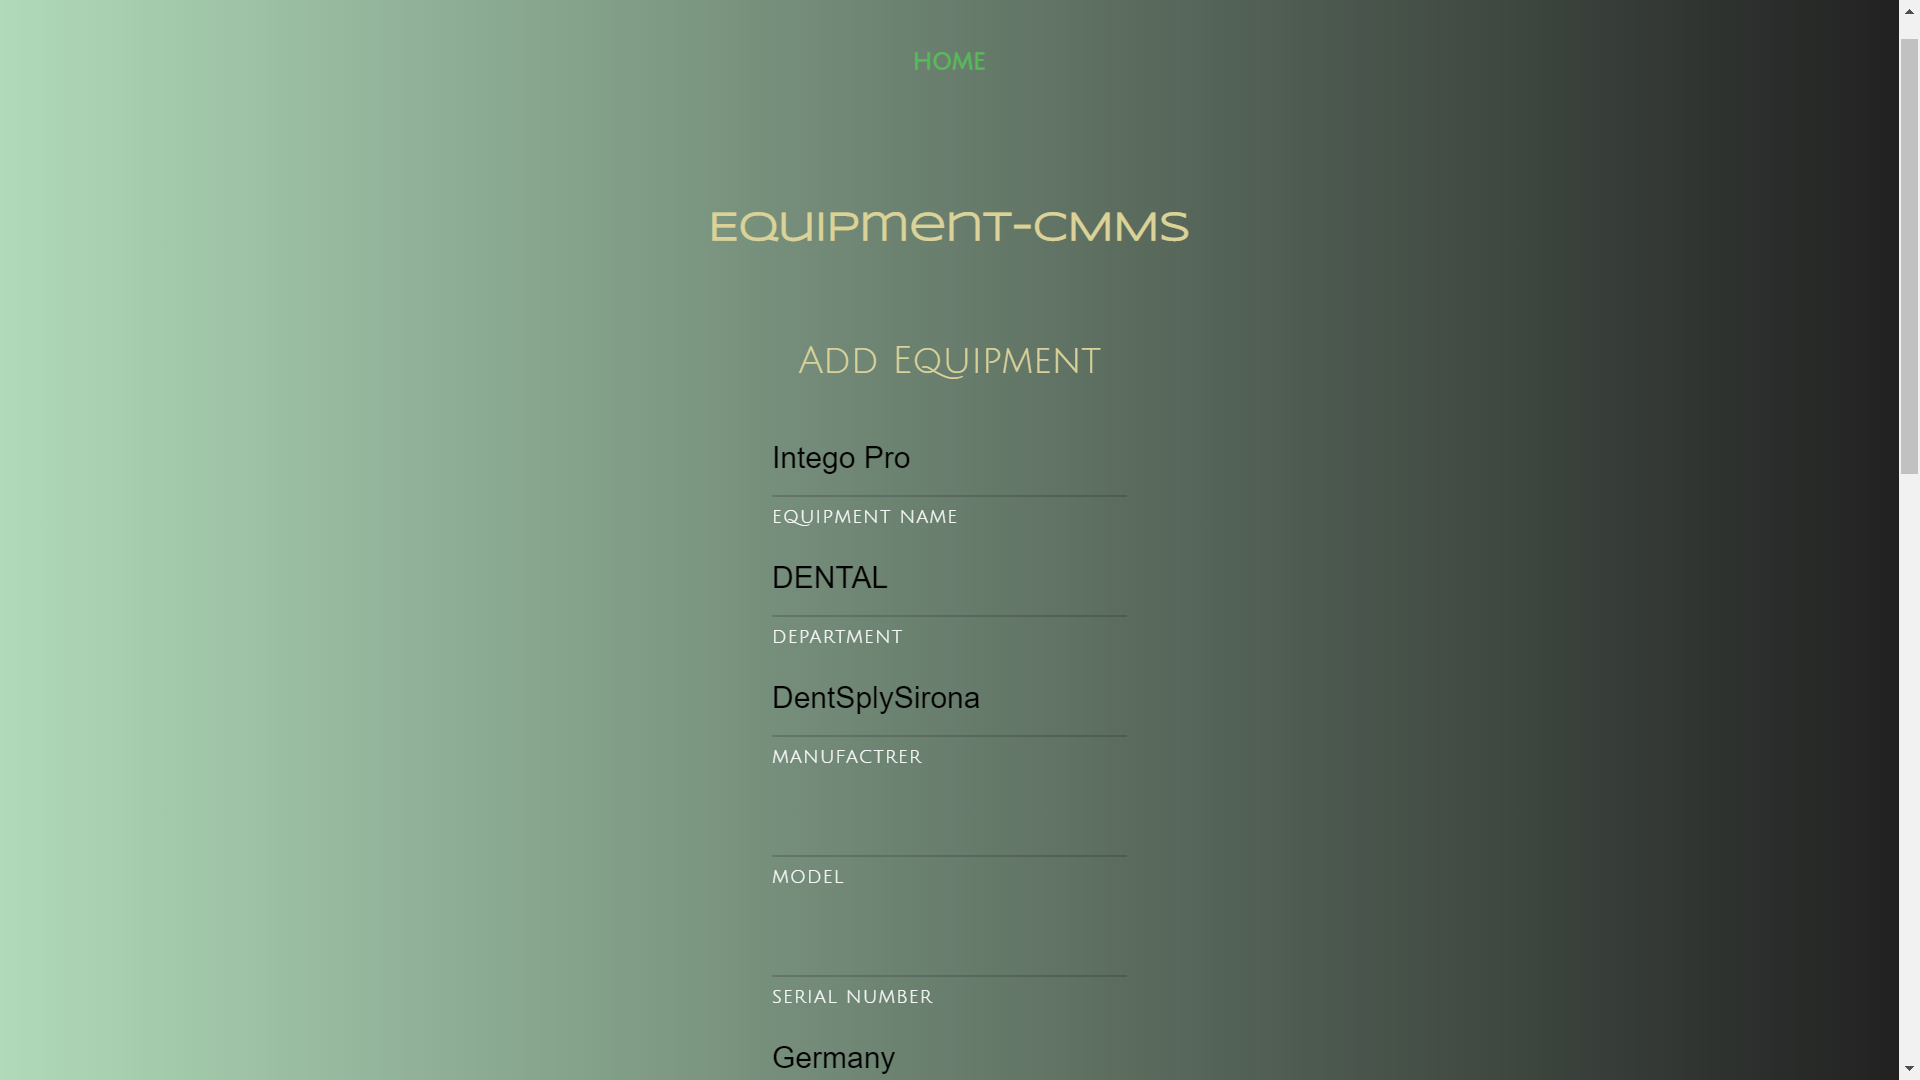 HOME
Equipment-CMMS
Add Equipment
Intego Pro
EQUIPMENT NAME
DENTAL
DEPARTMENT
DentSplySirona
MANUFACTRER
MODEL
SERIAL NUMBER
Germany